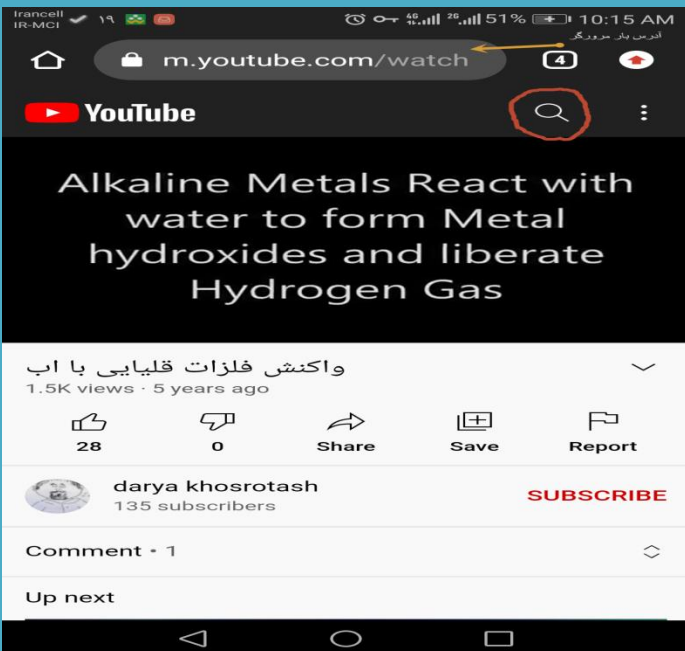 Irancell
IR-MCI
۱۹
4G
2G
51%
10:15 AM
آدرس بار مرورگر
m.youtube.com/watch
4
YouTube
Alkaline Metals React with
water to form Metal
hydroxides and liberate
Hydrogen Gas
واکنش فلزات قلیایی با اب
1.5K views · 5 years ago
28
0
Share
Save
Report
darya khosrotash
135 subscribers
SUBSCRIBE
Comment • 1
Up next